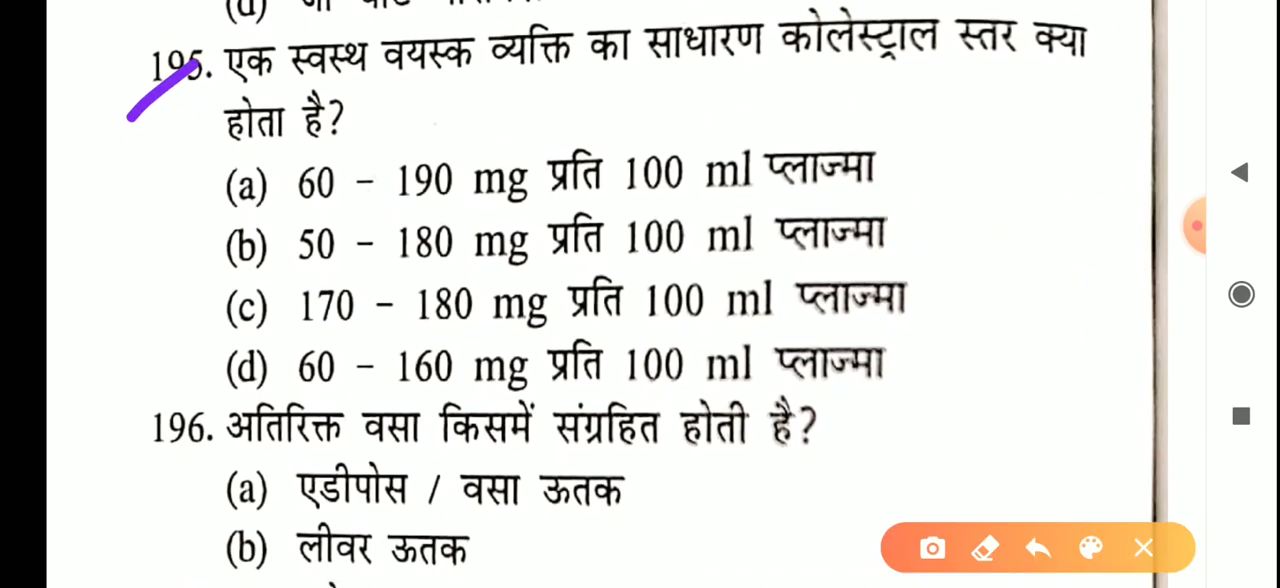 195. एक स्वस्थ वयस्क व्यक्ति का साधारण कोलेस्ट्राल स्तर क्या
होता है?
(a) 60 - 190 mg प्रति 100 ml प्लाज्मा
(b) 50 - 180 mg प्रति 100 ml प्लाज्मा
(c) 170 - 180 mg प्रति 100 ml प्लाज्मा
(d) 60 - 160 mg प्रति 100 ml प्लाज्मा
196. अतिरिक्त वसा किसमें संग्रहित होती है?
(a) एडीपोस / वसा ऊतक
(b) लीवर ऊतक